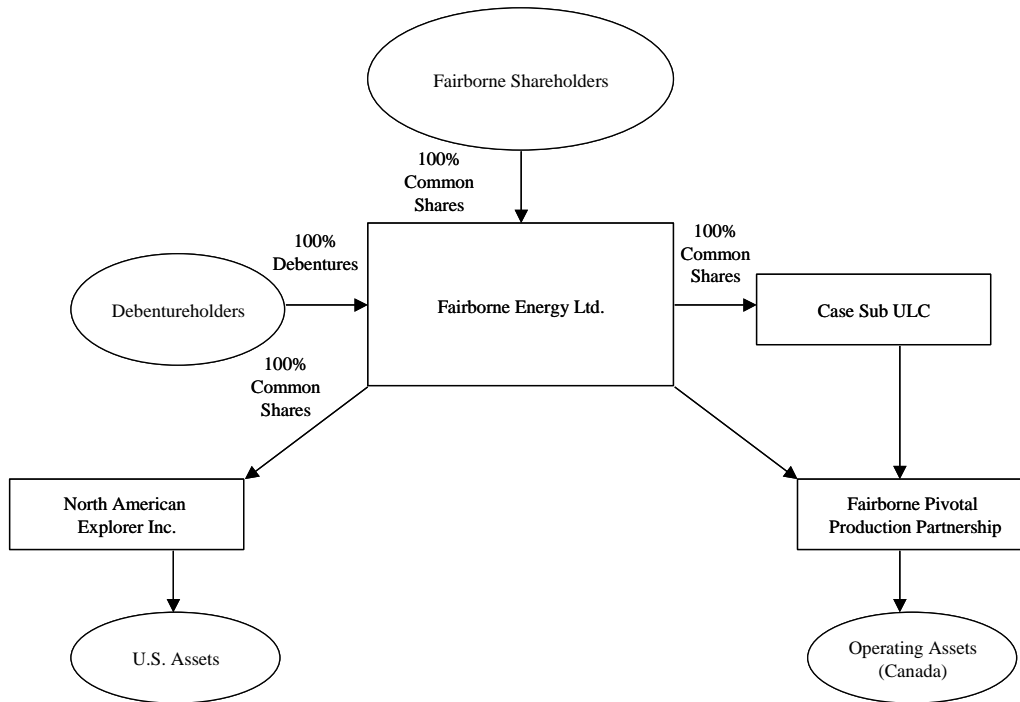 Fairborne Shareholders
100%
Common
Shares
100%
Debentures
100%
Common
Shares
Debentureholders
Fairborne Energy Ltd.
Case Sub ULC
100%
Common
Shares
North American
Explorer Inc.
Fairborne Pivotal
Production Partnership
U.S. Assets
Operating Assets
(Canada)